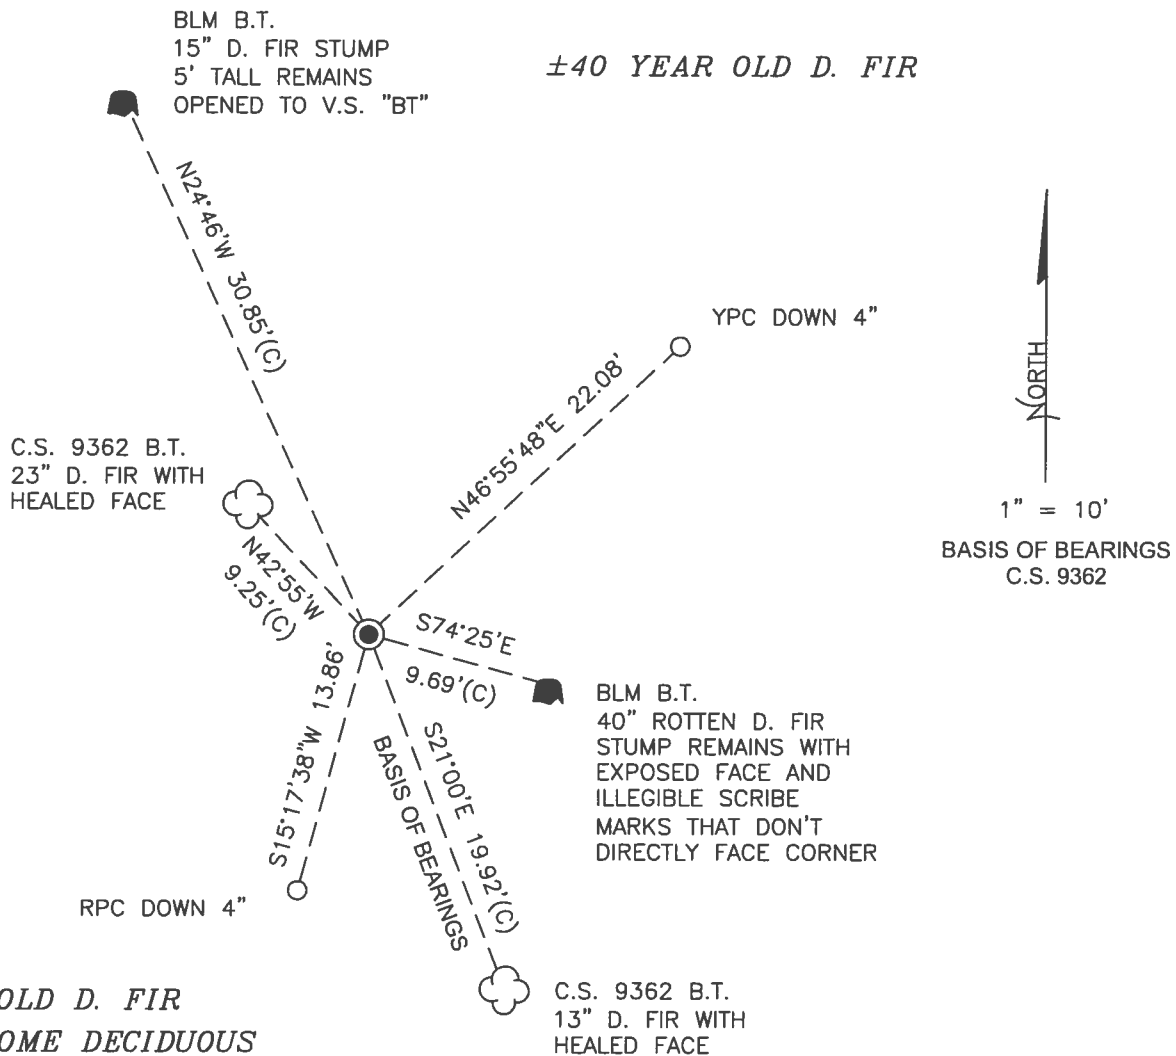 BLM B.T.
15" D. FIR STUMP
5' TALL REMAINS
OPENED TO V.S. "BT"
±40 YEAR OLD D. FIR
N24°46'W 30.85'(C)
YPC DOWN 4"
N46°55'48"E 22.08'
NORTH
1" = 10'
BASIS OF BEARINGS
C.S. 9362
C.S. 9362 B.T.
23" D. FIR WITH
HEALED FACE
N42°55'W
9.25'(C)
S74°25'E
9.69'(C)
BLM B.T.
40" ROTTEN D. FIR
STUMP REMAINS WITH
EXPOSED FACE AND
ILLEGIBLE SCRIBE
MARKS THAT DON'T
DIRECTLY FACE CORNER
S15°17'38"W 13.86'
S21°00'E 19.92'(C)
BASIS OF BEARINGS
RPC DOWN 4"
C.S. 9362 B.T.
13" D. FIR WITH
HEALED FACE
OLD D. FIR
OME DECIDUOUS